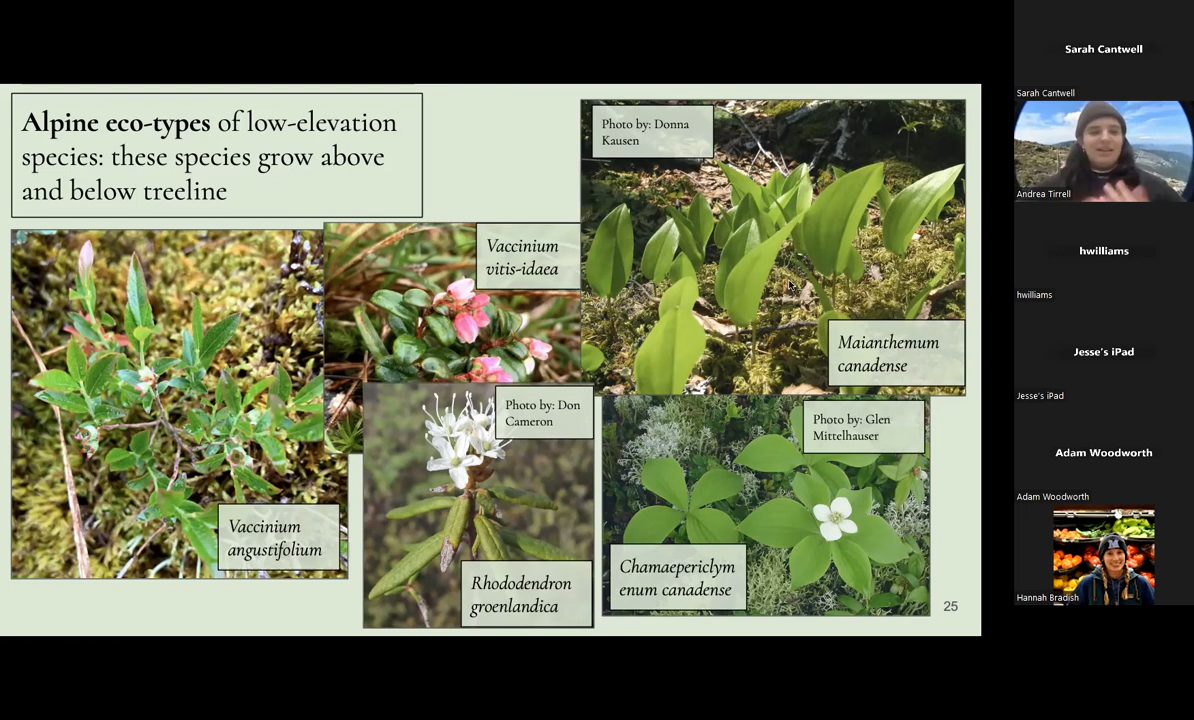 Alpine eco-types of low-elevation
species: these species grow above
and below treeline
Vaccinium
angustifolium
Vaccinium
vitis-idaea
Photo by: Don
Cameron
Rhododendron
groenlandica
Photo by: Donna
Kausen
Maianthemum
canadense
Photo by: Glen
Mittelhauser
Chamaepericlym
enum canadense
25
Sarah Cantwell
Sarah Cantwell
Andrea Tirrell
hwilliams
hwilliams
Jesse's iPad
Jesse's iPad
Adam Woodworth
Adam Woodworth
M
Hannah Bradish